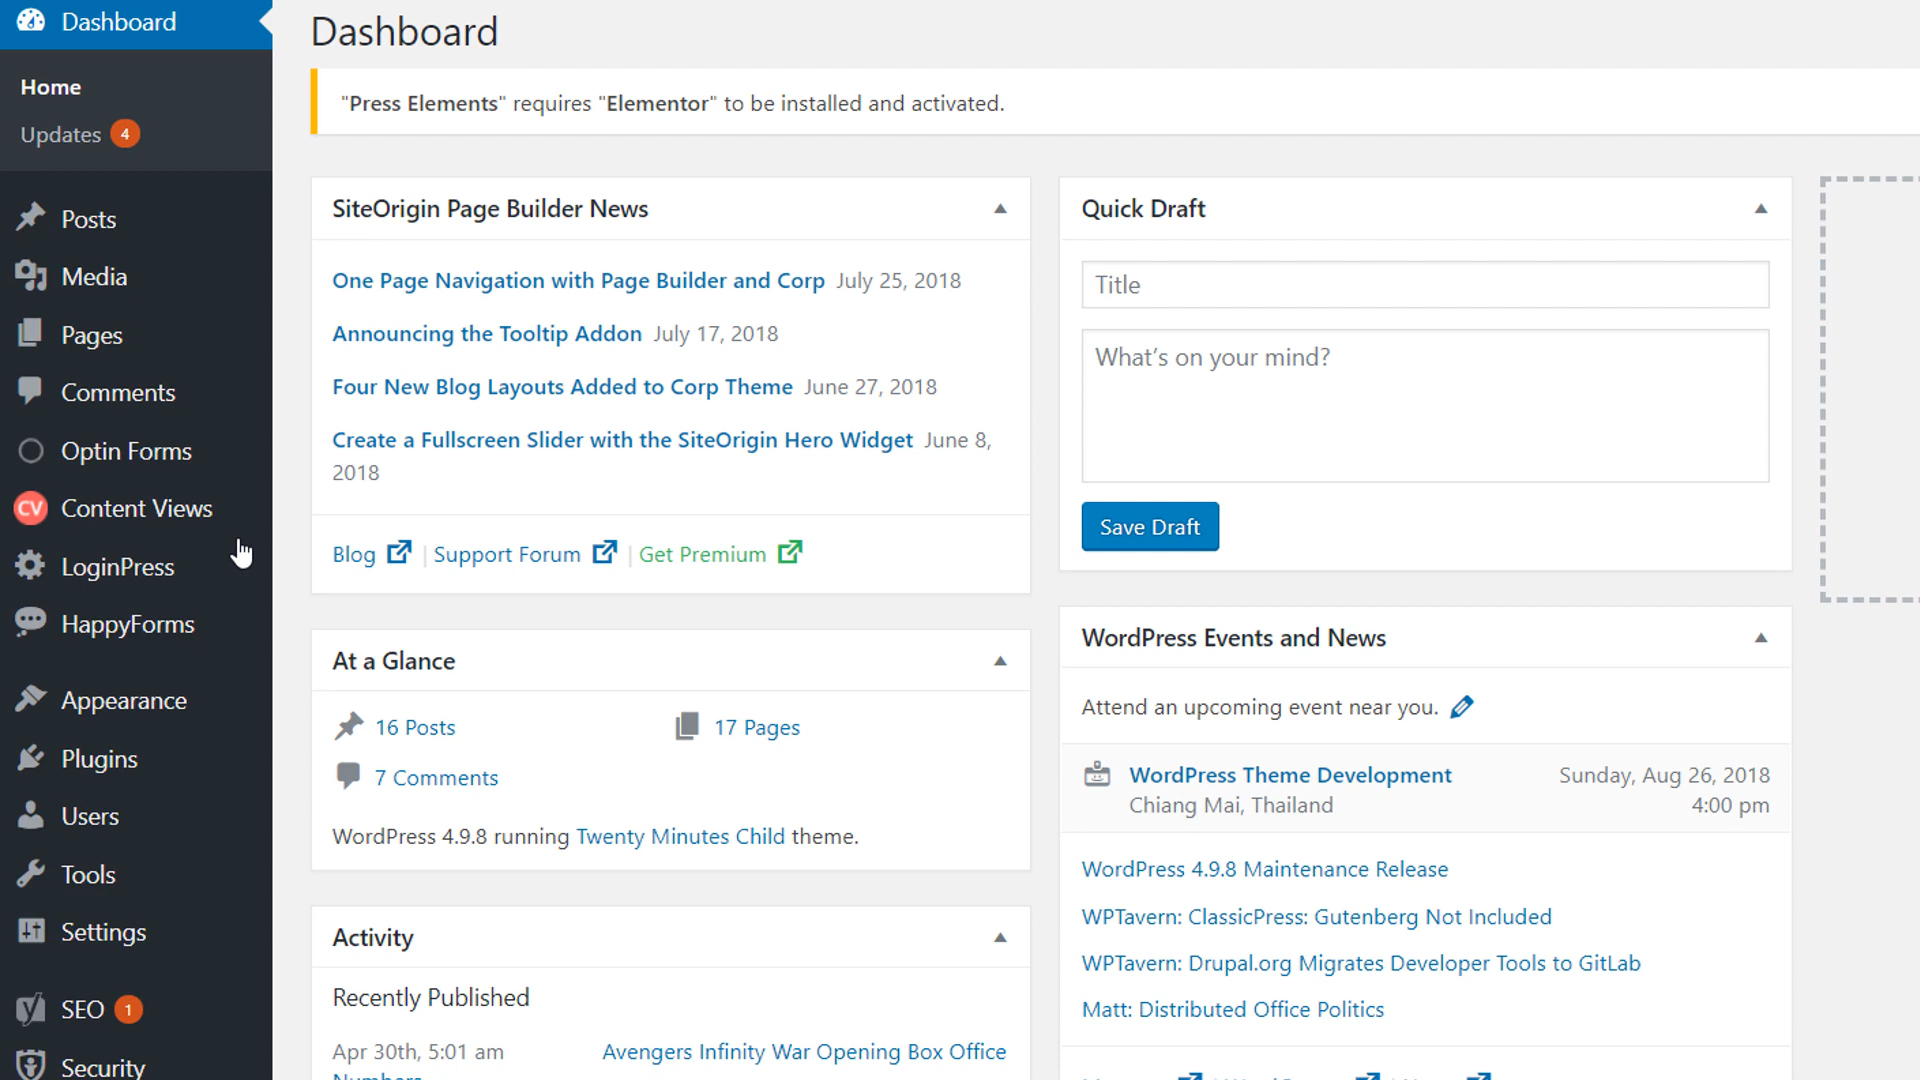 Dashboard
Home
Updates 4
Posts
Media
Pages
Comments
Optin Forms
CV Content Views
LoginPress
HappyForms
Appearance
Plugins
Users
Tools
Settings
SEO 1
Security
Dashboard
"Press Elements" requires "Elementor" to be installed and activated.
SiteOrigin Page Builder News
One Page Navigation with Page Builder and Corp July 25, 2018
Announcing the Tooltip Addon July 17, 2018
Four New Blog Layouts Added to Corp Theme June 27, 2018
Create a Fullscreen Slider with the SiteOrigin Hero Widget June 8,
2018
Blog | Support Forum | Get Premium
At a Glance
16 Posts 17 Pages
7 Comments
WordPress 4.9.8 running Twenty Minutes Child theme.
Activity
Recently Published
Apr 30th, 5:01 am Avengers Infinity War Opening Box Office
Numbers
Quick Draft
Title
What's on your mind?
Save Draft
WordPress Events and News
Attend an upcoming event near you.
WordPress Theme Development Sunday, Aug 26, 2018
Chiang Mai, Thailand 4:00 pm
WordPress 4.9.8 Maintenance Release
WPTavern: ClassicPress: Gutenberg Not Included
WPTavern: Drupal.org Migrates Developer Tools to GitLab
Matt: Distributed Office Politics